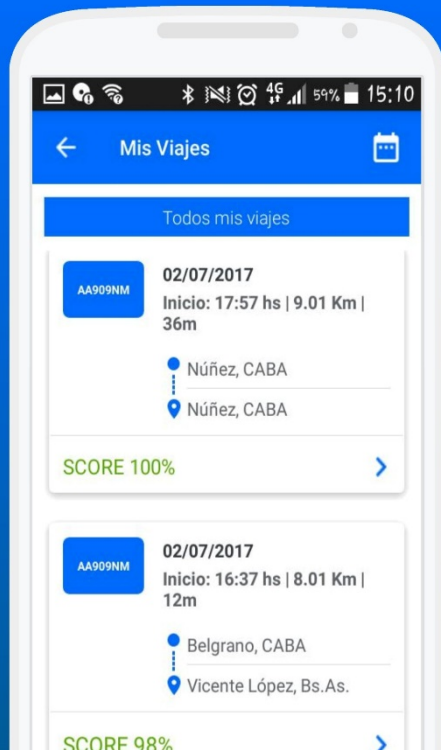 4G 59% 15:10
Mis Viajes
Todos mis viajes
AA909NM
02/07/2017
Inicio: 17:57 hs | 9.01 Km |
36m
Núñez, CABA
Núñez, CABA
SCORE 100%
AA909NM
02/07/2017
Inicio: 16:37 hs | 8.01 Km |
12m
Belgrano, CABA
Vicente López, Bs.As.
SCORE 98%